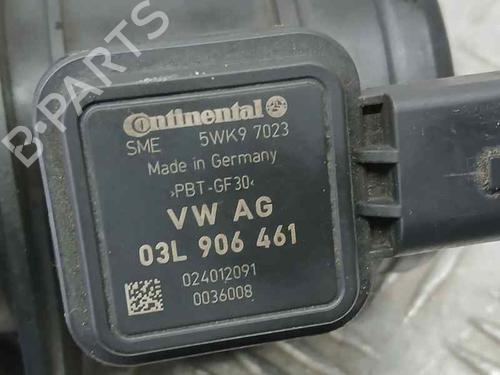 B-PARTS
Continental
SME 5WK9 7023
Made in Germany
>PBT-GF30<
VW AG
03L 906 461
024012091
0036008